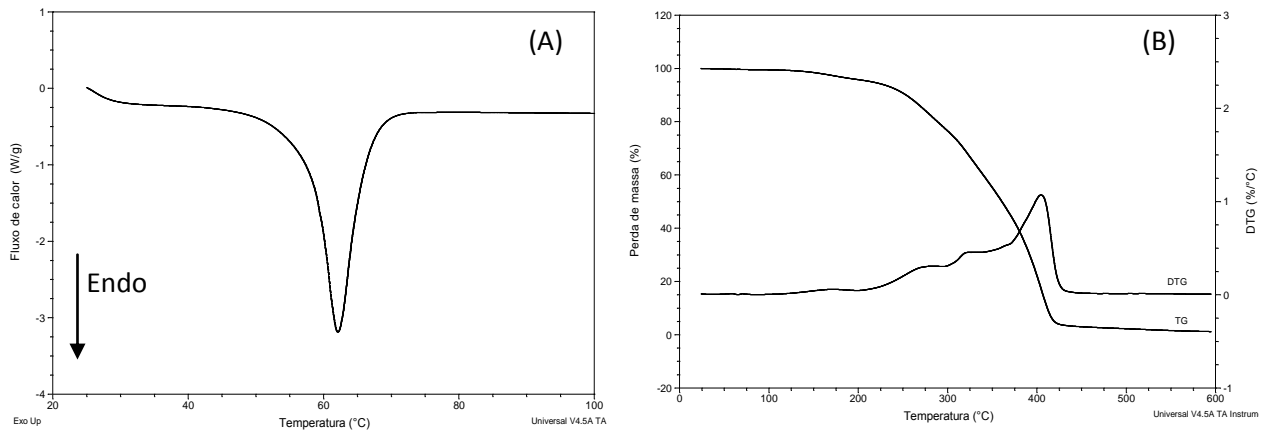 (A)
1
0
-1
-2
-3
-4
Fluxo de calor (W/g)
Endo
20
40
60
80
100
Exo Up
Temperatura (°C)
Universal V4.5A TA
(B)
120
100
80
60
40
20
0
-20
Perda de massa (%)
3
2
1
0
-1
DTG (%/°C)
DTG
TG
0
100
200
300
400
500
600
Temperatura (°C)
Universal V4.5A TA Instrum